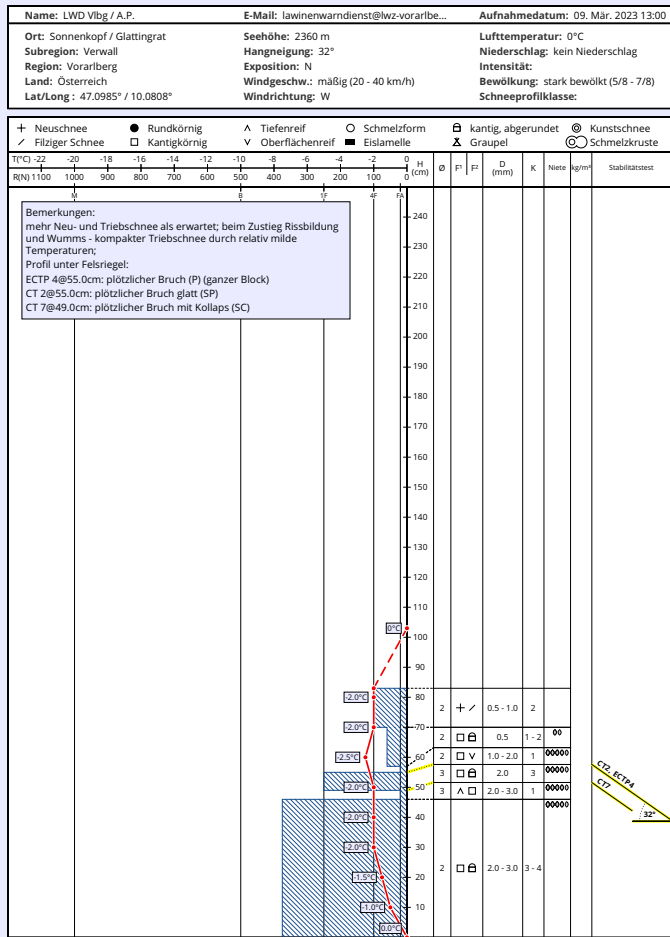 Name: LWD Vlbg / A.P. E-Mail: lawinenwarndienst@lwz-vorarlbe... Aufnahmedatum: 09. Mär. 2023 13:00
Ort: Sonnenkopf / Glattingrat Seehöhe: 2360 m Lufttemperatur: 0°C
Subregion: Verwall Hangneigung: 32° Niederschlag: kein Niederschlag
Region: Vorarlberg Exposition: N Intensität:
Land: Österreich Windgeschw.: mäßig (20 - 40 km/h) Bewölkung: stark bewölkt (5/8 - 7/8)
Lat/Long : 47.0985° / 10.0808° Windrichtung: W Schneeprofilklasse:
Neuschnee Rundkörnig Tiefenreif Schmelzform kantig, abgerundet Kunstschnee
Filziger Schnee Kantigkörnig Oberflächenreif Eislamelle Graupel Schmelzkruste
T(°C) -22 -20 -18 -16 -14 -12 -10 -8 -6 -4 -2 0 H (cm) Ø F¹ F² D (mm) K Niete kg/m³ Stabilitätstest
R(N) 1100 1000 900 800 700 600 500 400 300 200 100 0
M B 1F 4F FA
Bemerkungen:
mehr Neu- und Triebschnee als erwartet; beim Zustieg Rissbildung
und Wumms - kompakter Triebschnee durch relativ milde
Temperaturen;
Profil unter Felsriegel:
ECTP 4@55.0cm: plötzlicher Bruch (P) (ganzer Block)
CT 2@55.0cm: plötzlicher Bruch glatt (SP)
CT 7@49.0cm: plötzlicher Bruch mit Kollaps (SC)
240
230
220
210
200
190
180
170
160
150
140
130
120
110
0°C
100
90
-2.0°C 80
2 0.5 - 1.0 2
-2.0°C 70
2 0.5 1 - 2
-2.5°C 60 2 1.0 - 2.0 1
3 2.0 3 CT2, ECTP4
-2.0°C 50 3 2.0 - 3.0 1 CT7
-2.0°C 40 32°
-2.0°C 30
2 2.0 - 3.0 3 - 4
-1.5°C 20
-1.0°C 10
0.0°C